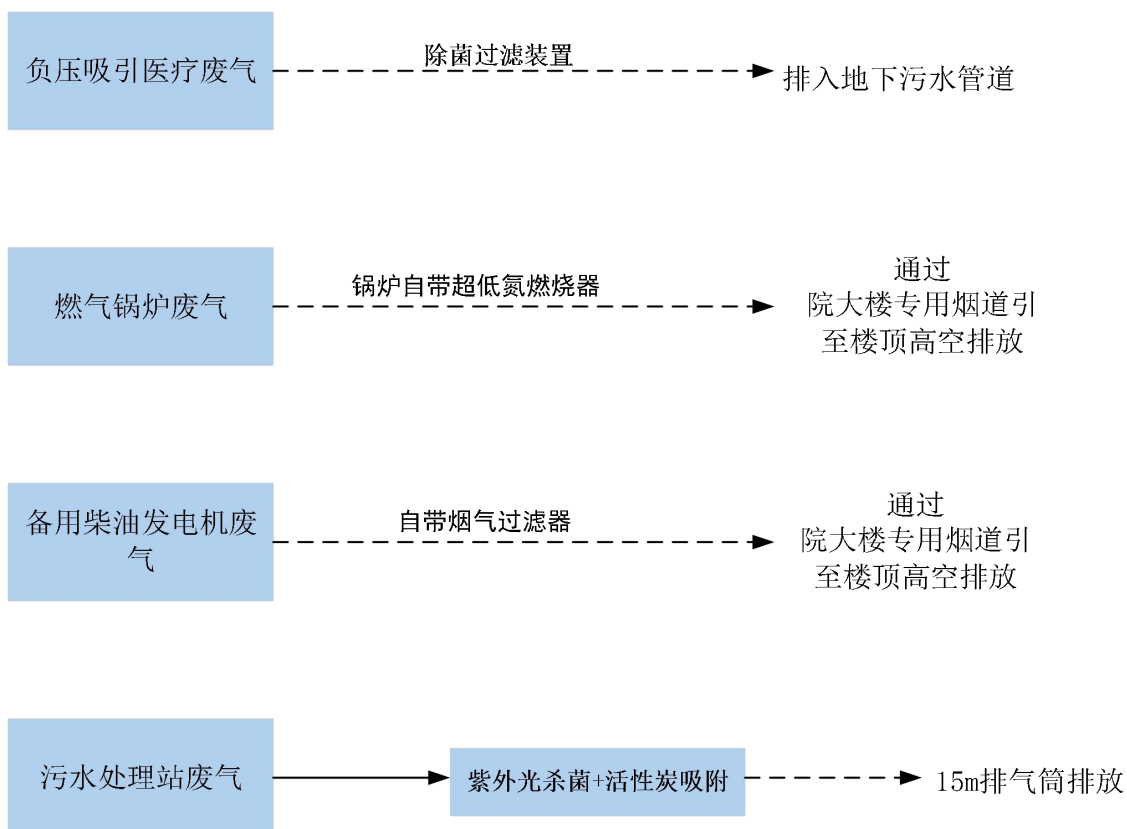 负压吸引医疗废气
除菌过滤装置
排入地下污水管道
燃气锅炉废气
锅炉自带超低氮燃烧器
通过
院大楼专用烟道引
至楼顶高空排放
备用柴油发电机废
气
自带烟气过滤器
通过
院大楼专用烟道引
至楼顶高空排放
污水处理站废气
紫外光杀菌+活性炭吸附
15m排气筒排放